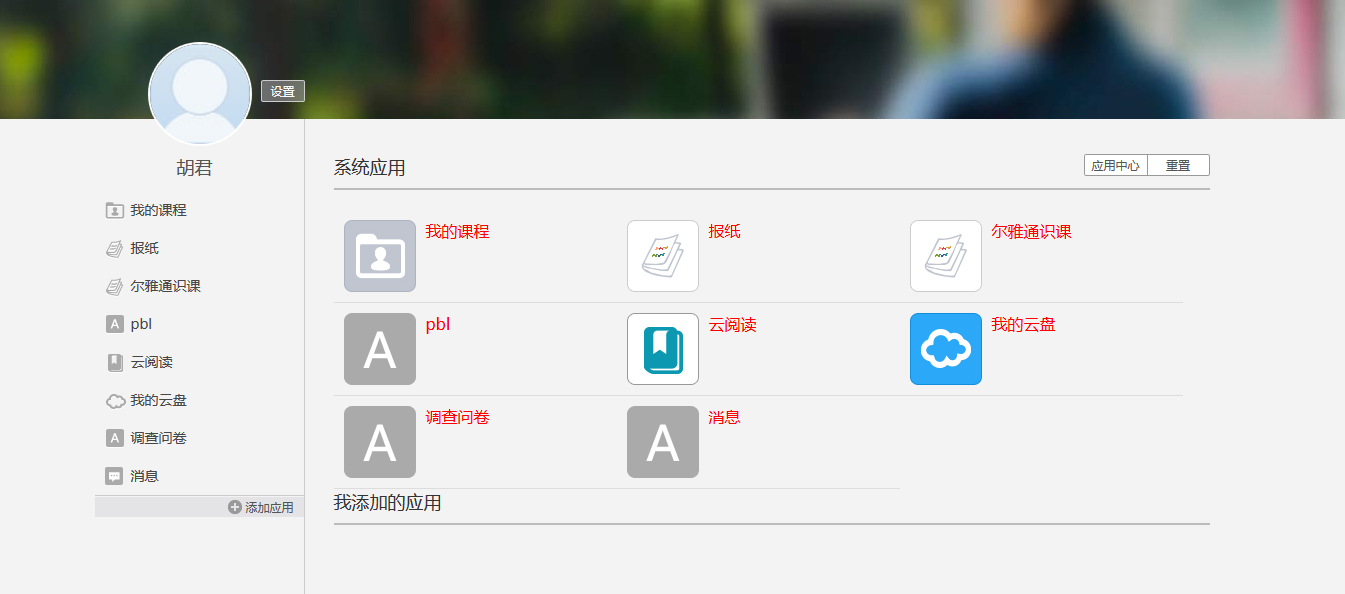 设置
胡君
我的课程
报纸
尔雅通识课
A pbl
云阅读
我的云盘
A 调查问卷
消息
添加应用
系统应用
应用中心 重置
我的课程 报纸 尔雅通识课
A pbl 云阅读 我的云盘
A 调查问卷 A 消息
我添加的应用